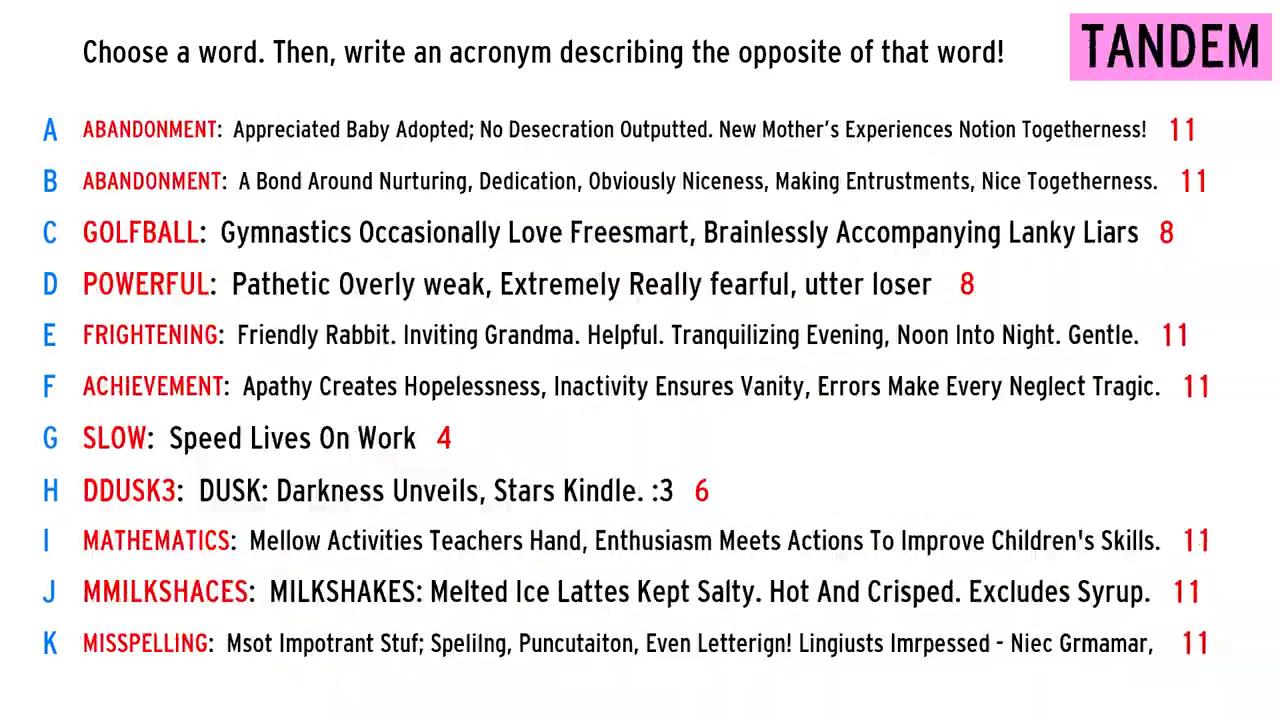 Choose a word. Then, write an acronym describing the opposite of that word!
TANDEM
A ABANDONMENT: Appreciated Baby Adopted; No Desecration Outputted. New Mother's Experiences Notion Togetherness! 11
B ABANDONMENT: A Bond Around Nurturing, Dedication, Obviously Niceness, Making Entrustments, Nice Togetherness. 11
C GOLFBALL: Gymnastics Occasionally Love Freesmart, Brainlessly Accompanying Lanky Liars 8
D POWERFUL: Pathetic Overly weak, Extremely Really fearful, utter loser 8
E FRIGHTENING: Friendly Rabbit. Inviting Grandma. Helpful. Tranquilizing Evening, Noon Into Night. Gentle. 11
F ACHIEVEMENT: Apathy Creates Hopelessness, Inactivity Ensures Vanity, Errors Make Every Neglect Tragic. 11
G SLOW: Speed Lives On Work 4
H DDUSK3: DUSK: Darkness Unveils, Stars Kindle. :3 6
I MATHEMATICS: Mellow Activities Teachers Hand, Enthusiasm Meets Actions To Improve Children's Skills. 11
J MMILKSHACES: MILKSHAKES: Melted Ice Lattes Kept Salty. Hot And Crisped. Excludes Syrup. 11
K MISSPELLING: Msot Impotrant Stuf; Spelilng, Puncutaiton, Even Letterign! Lingiusts Imrpessed - Niec Grmamar, 11